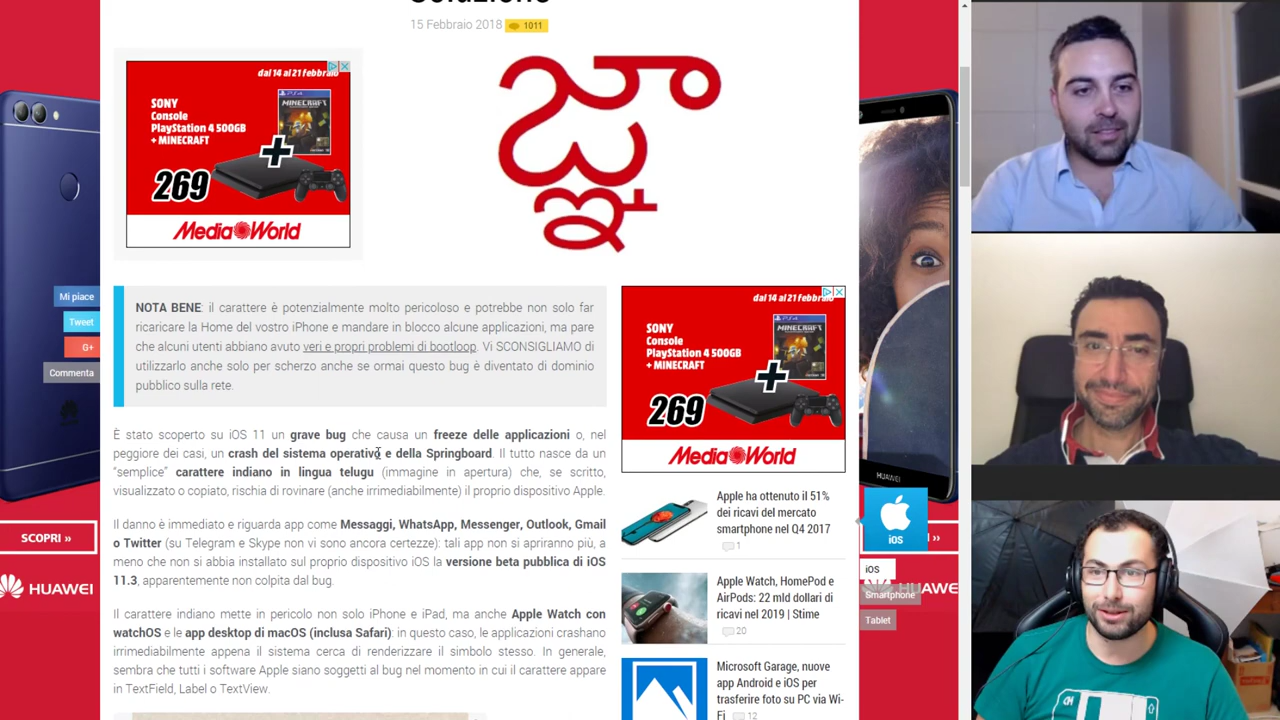 Soluzione
15 Febbraio 2018 1011
dal 14 al 21 febbraio
SONY
Console
PlayStation 4 500GB
+ MINECRAFT
MINECRAFT
+
269
MediaWorld
జ్ఞా
Mi piace
Tweet
G+
Commenta
NOTA BENE: il carattere è potenzialmente molto pericoloso e potrebbe non solo far
ricaricare la Home del vostro iPhone e mandare in blocco alcune applicazioni, ma pare
che alcuni utenti abbiano avuto veri e propri problemi di bootloop. Vi SCONSIGLIAMO di
utilizzarlo anche solo per scherzo anche se ormai questo bug è diventato di dominio
pubblico sulla rete.
È stato scoperto su iOS 11 un grave bug che causa un freeze delle applicazioni o, nel
peggiore dei casi, un crash del sistema operativo e della Springboard. Il tutto nasce da un
“semplice” carattere indiano in lingua telugu (immagine in apertura) che, se scritto,
visualizzato o copiato, rischia di rovinare (anche irrimediabilmente) il proprio dispositivo Apple.
Il danno è immediato e riguarda app come Messaggi, WhatsApp, Messenger, Outlook, Gmail
o Twitter (su Telegram e Skype non vi sono ancora certezze): tali app non si apriranno più, a
meno che non si abbia installato sul proprio dispositivo iOS la versione beta pubblica di iOS
11.3, apparentemente non colpita dal bug.
Il carattere indiano mette in pericolo non solo iPhone e iPad, ma anche Apple Watch con
watchOS e le app desktop di macOS (inclusa Safari): in questo caso, le applicazioni crashano
irrimediabilmente appena il sistema cerca di renderizzare il simbolo stesso. In generale,
sembra che tutti i software Apple siano soggetti al bug nel momento in cui il carattere appare
in TextField, Label o TextView.
dal 14 al 21 febbraio
SONY
Console
PlayStation 4 500GB
+ MINECRAFT
MINECRAFT
+
269
MediaWorld
Apple ha ottenuto il 51%
dei ricavi del mercato
smartphone nel Q4 2017
1
Apple Watch, HomePod e
AirPods: 22 mld dollari di
ricavi nel 2019 | Stime
20
Microsoft Garage, nuove
app Android e iOS per
trasferire foto su PC via Wi-
Fi 12
SCOPRI »
HUAWEI
HUAWEI
iOS
»
iOS
Smartphone
Tablet